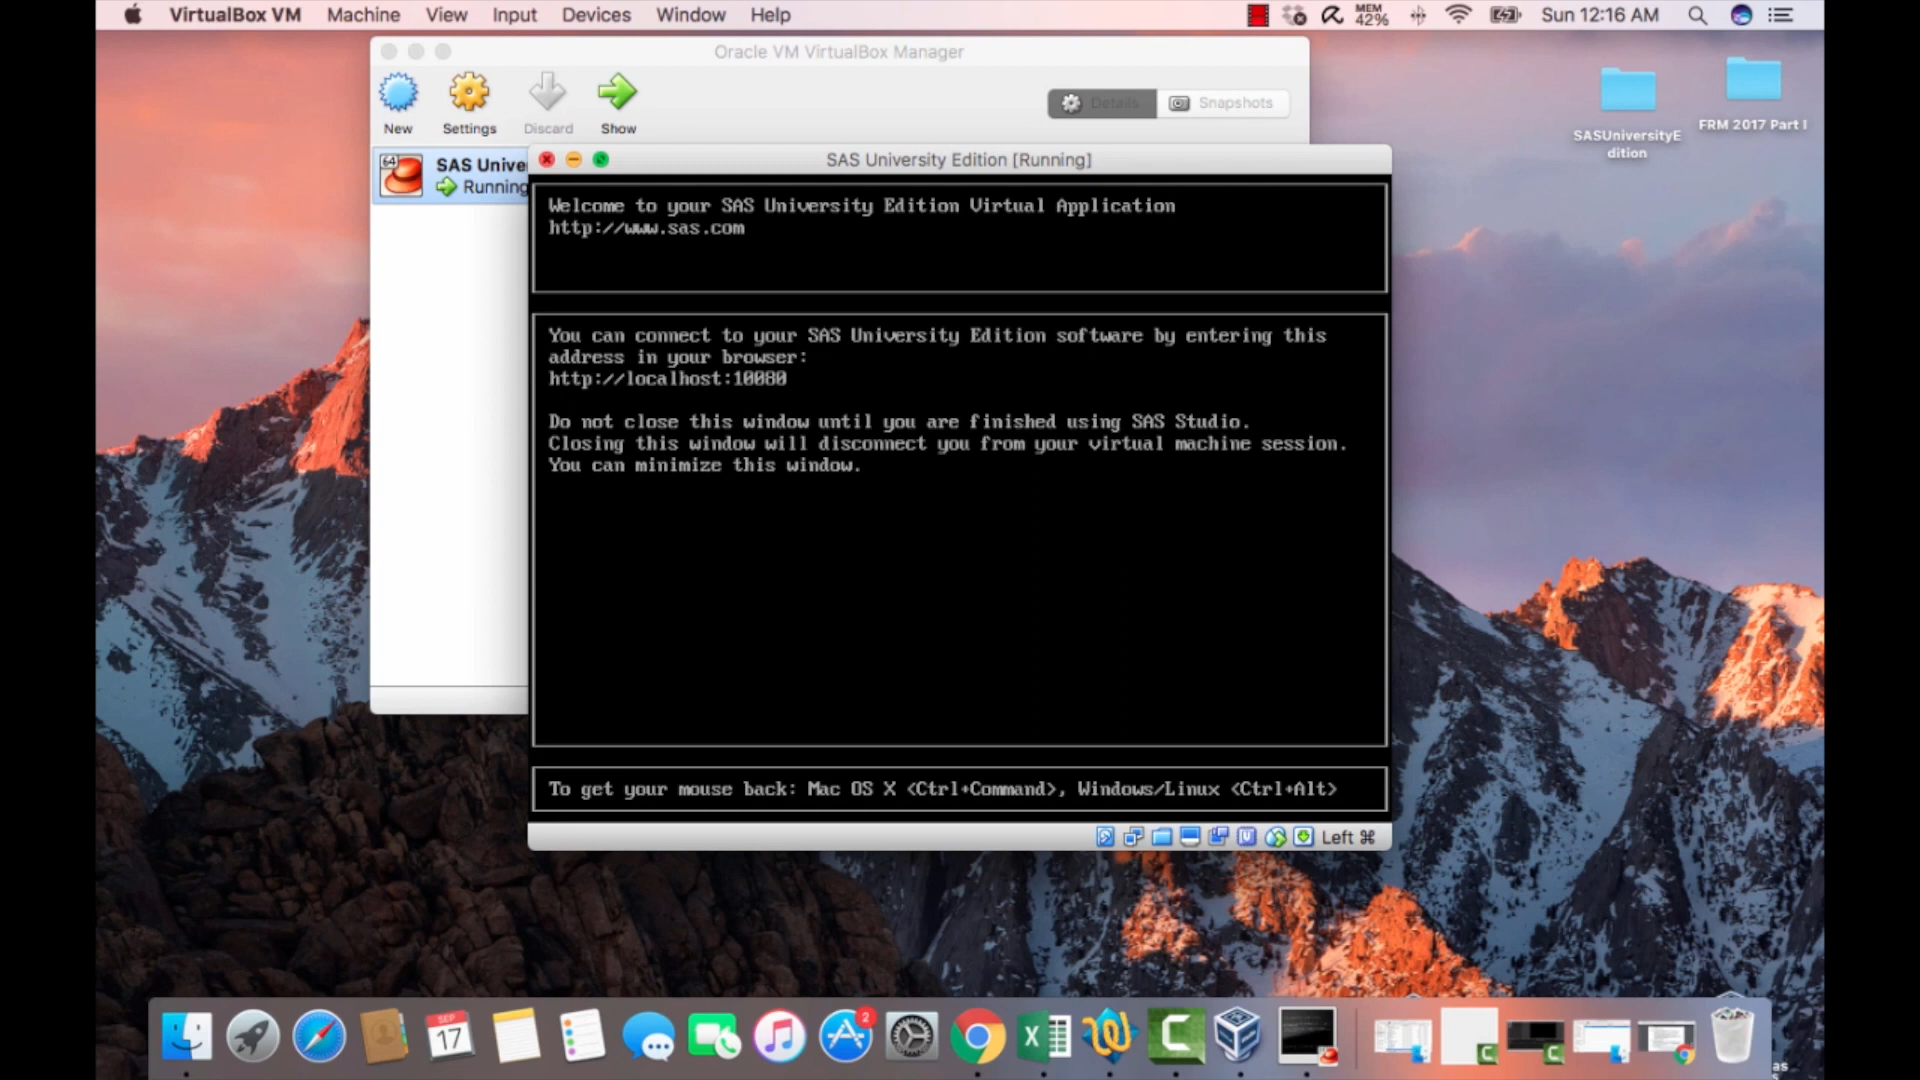 VirtualBox VM Machine View Input Devices Window Help MEM 42% Sun 12:16 AM
Oracle VM VirtualBox Manager
New Settings Discard Show Details Snapshots
SASUniversityE
dition
FRM 2017 Part I
64 SAS Unive
Running
SAS University Edition [Running]
Welcome to your SAS University Edition Virtual Application
http://www.sas.com
You can connect to your SAS University Edition software by entering this
address in your browser:
http://localhost:10080
Do not close this window until you are finished using SAS Studio.
Closing this window will disconnect you from your virtual machine session.
You can minimize this window.
To get your mouse back: Mac OS X <Ctrl+Command>, Windows/Linux <Ctrl+Alt>
Left ⌘
SEP
17
2
as